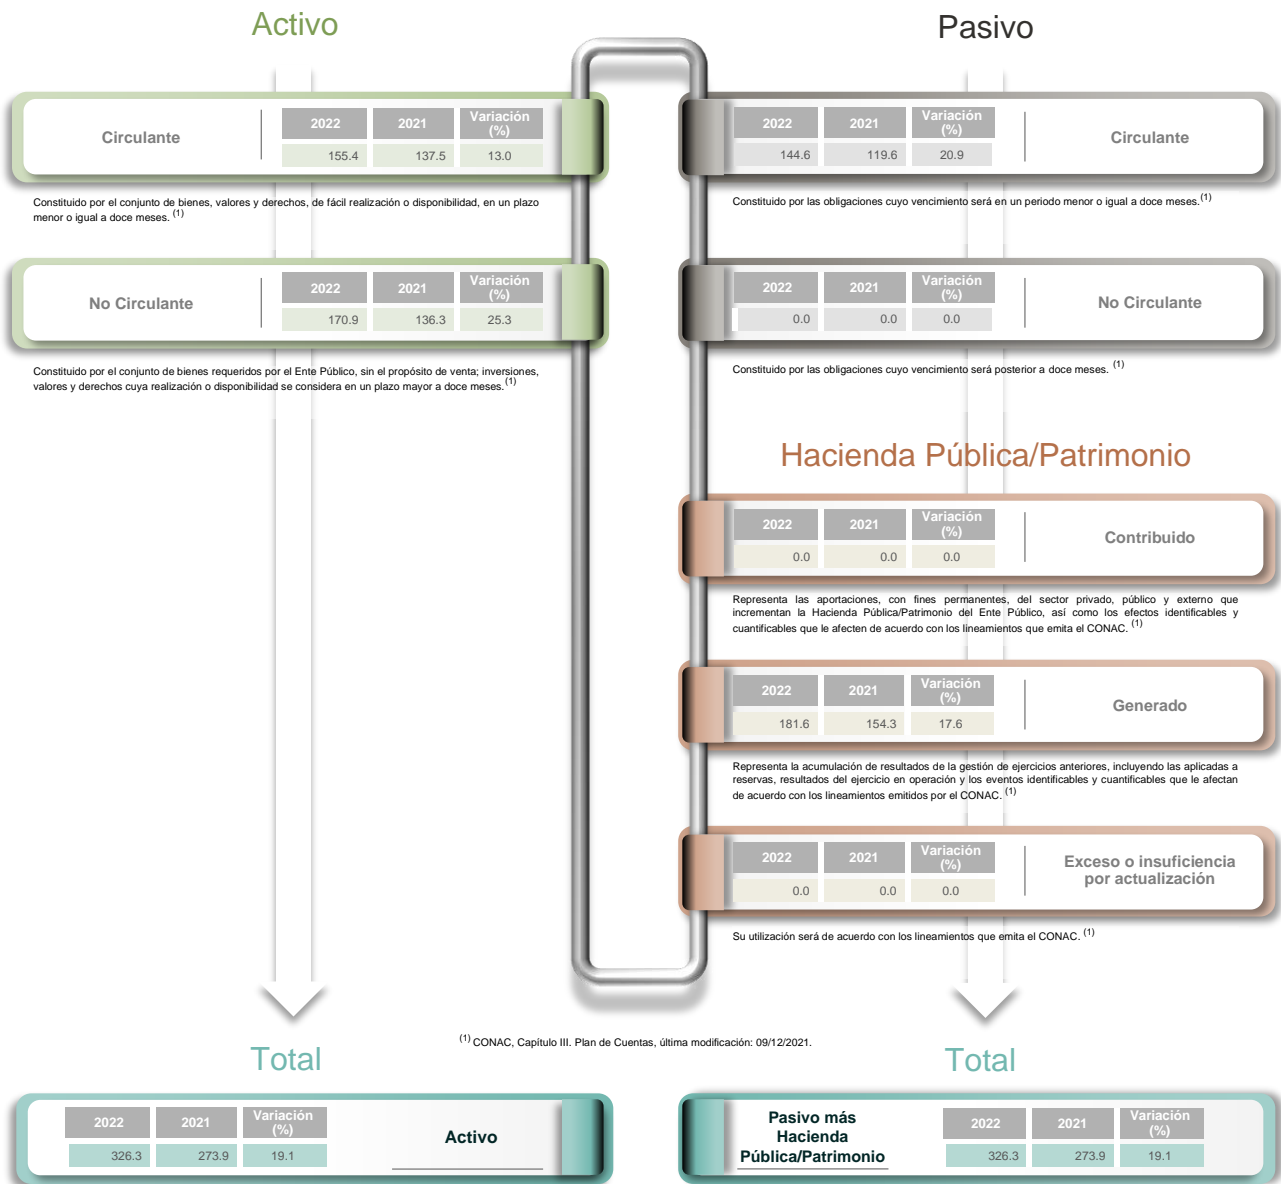 Activo
Circulante
2022 2021 Variación (%)
155.4 137.5 13.0
Constituido por el conjunto de bienes, valores y derechos, de fácil realización o disponibilidad, en un plazo
menor o igual a doce meses. (1)
No Circulante
2022 2021 Variación (%)
170.9 136.3 25.3
Constituido por el conjunto de bienes requeridos por el Ente Público, sin el propósito de venta; inversiones,
valores y derechos cuya realización o disponibilidad se considera en un plazo mayor a doce meses. (1)
Pasivo
2022 2021 Variación (%)
144.6 119.6 20.9
Circulante
Constituido por las obligaciones cuyo vencimiento será en un periodo menor o igual a doce meses. (1)
2022 2021 Variación (%)
0.0 0.0 0.0
No Circulante
Constituido por las obligaciones cuyo vencimiento será posterior a doce meses. (1)
Hacienda Pública/Patrimonio
2022 2021 Variación (%)
0.0 0.0 0.0
Contribuido
Representa las aportaciones, con fines permanentes, del sector privado, público y externo que
incrementan la Hacienda Pública/Patrimonio del Ente Público, así como los efectos identificables y
cuantificables que le afecten de acuerdo con los lineamientos que emita el CONAC. (1)
2022 2021 Variación (%)
181.6 154.3 17.6
Generado
Representa la acumulación de resultados de la gestión de ejercicios anteriores, incluyendo las aplicadas a
reservas, resultados del ejercicio en operación y los eventos identificables y cuantificables que le afectan
de acuerdo con los lineamientos emitidos por el CONAC. (1)
2022 2021 Variación (%)
0.0 0.0 0.0
Exceso o insuficiencia
por actualización
Su utilización será de acuerdo con los lineamientos que emita el CONAC. (1)
(1) CONAC, Capítulo III. Plan de Cuentas, última modificación: 09/12/2021.
Total
2022 2021 Variación (%)
326.3 273.9 19.1
Activo
Total
Pasivo más
Hacienda
Pública/Patrimonio
2022 2021 Variación (%)
326.3 273.9 19.1